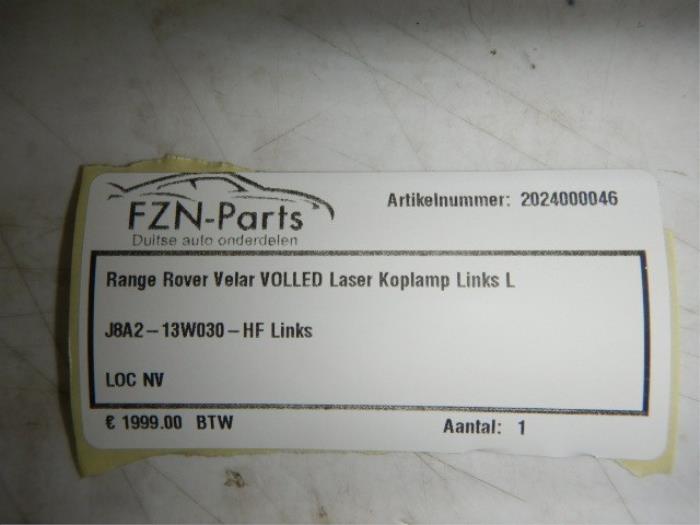 FZN-Parts
Duitse auto onderdelen
Artikelnummer: 2024000046
Range Rover Velar VOLLED Laser Koplamp Links L
J8A2-13W030-HF Links
LOC NV
€ 1999.00 BTW
Aantal: 1